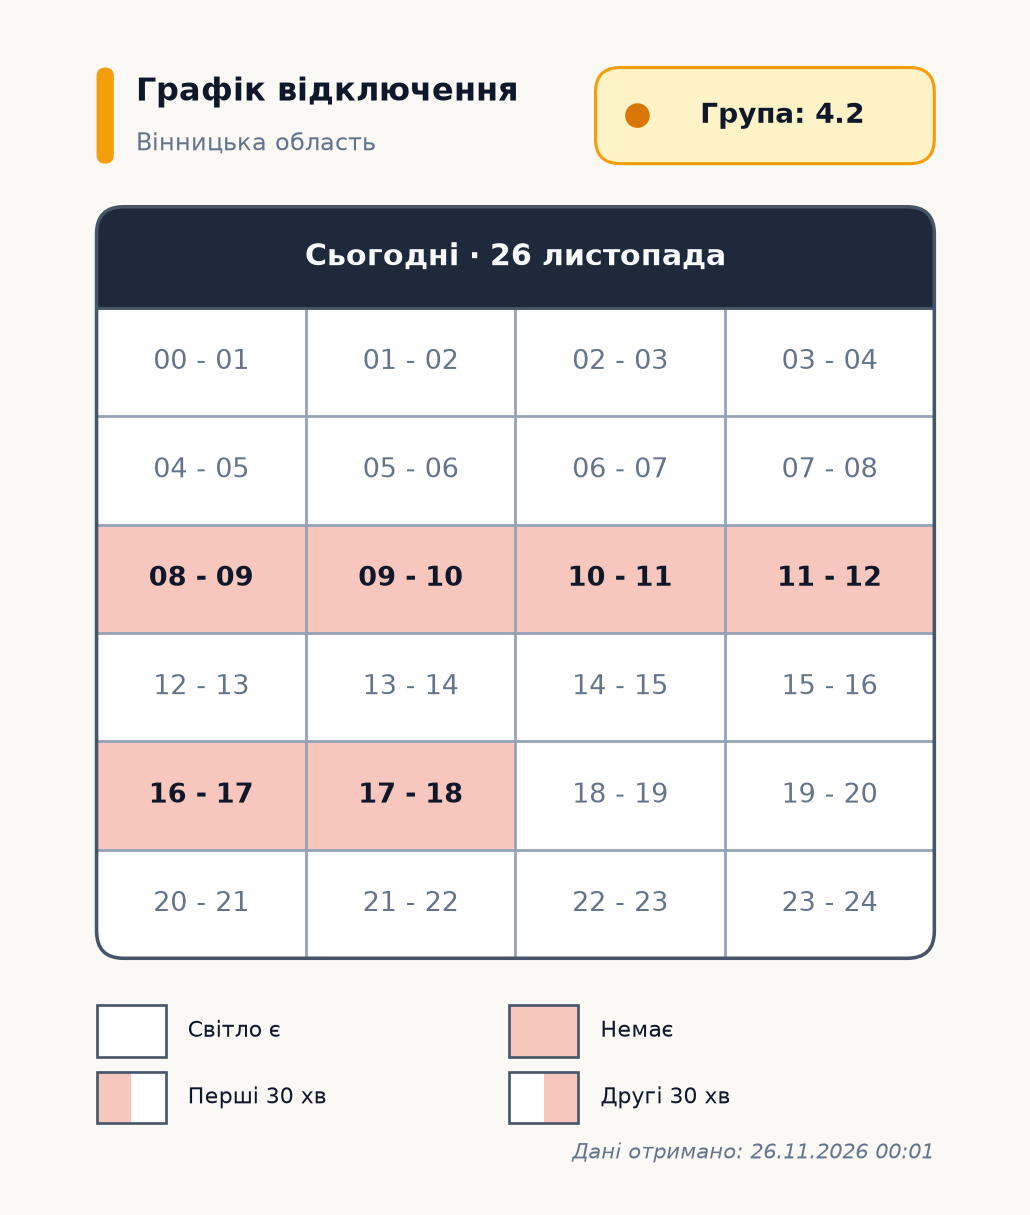 Графік відключення
Вінницька область
Група: 4.2
Сьогодні · 26 листопада
00 - 01 01 - 02 02 - 03 03 - 04
04 - 05 05 - 06 06 - 07 07 - 08
08 - 09 09 - 10 10 - 11 11 - 12
12 - 13 13 - 14 14 - 15 15 - 16
16 - 17 17 - 18 18 - 19 19 - 20
20 - 21 21 - 22 22 - 23 23 - 24
Світло є Немає
Перші 30 хв Другі 30 хв
Дані отримано: 26.11.2026 00:01